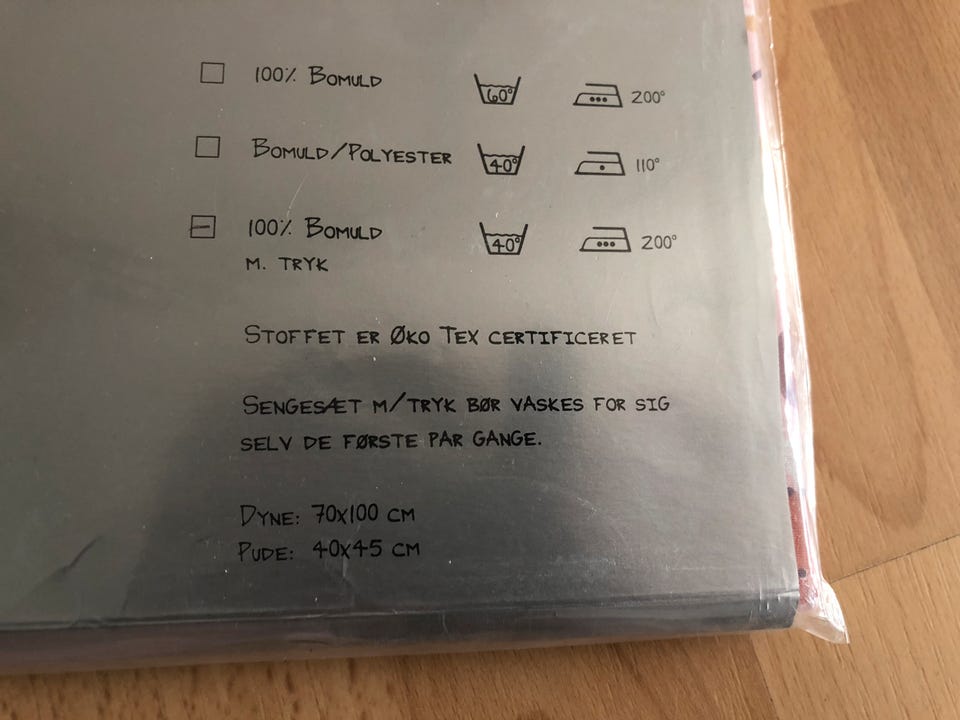 100% Bomuld 60° 200°
Bomuld/Polyester 40° 110°
100% Bomuld 40° 200°
m. tryk
Stoffet er Øko Tex certificeret
Sengesæt m/tryk bør vaskes for sig
selv de første par gange.
Dyne: 70x100 cm
Pude: 40x45 cm